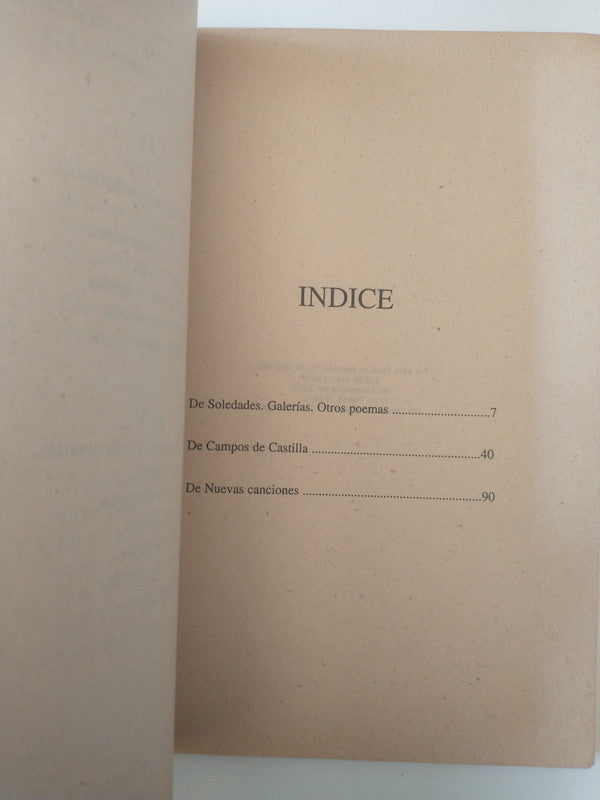 INDICE
De Soledades. Galerías. Otros poemas ..............................7
De Campos de Castilla ....................................................40
De Nuevas canciones ......................................................90